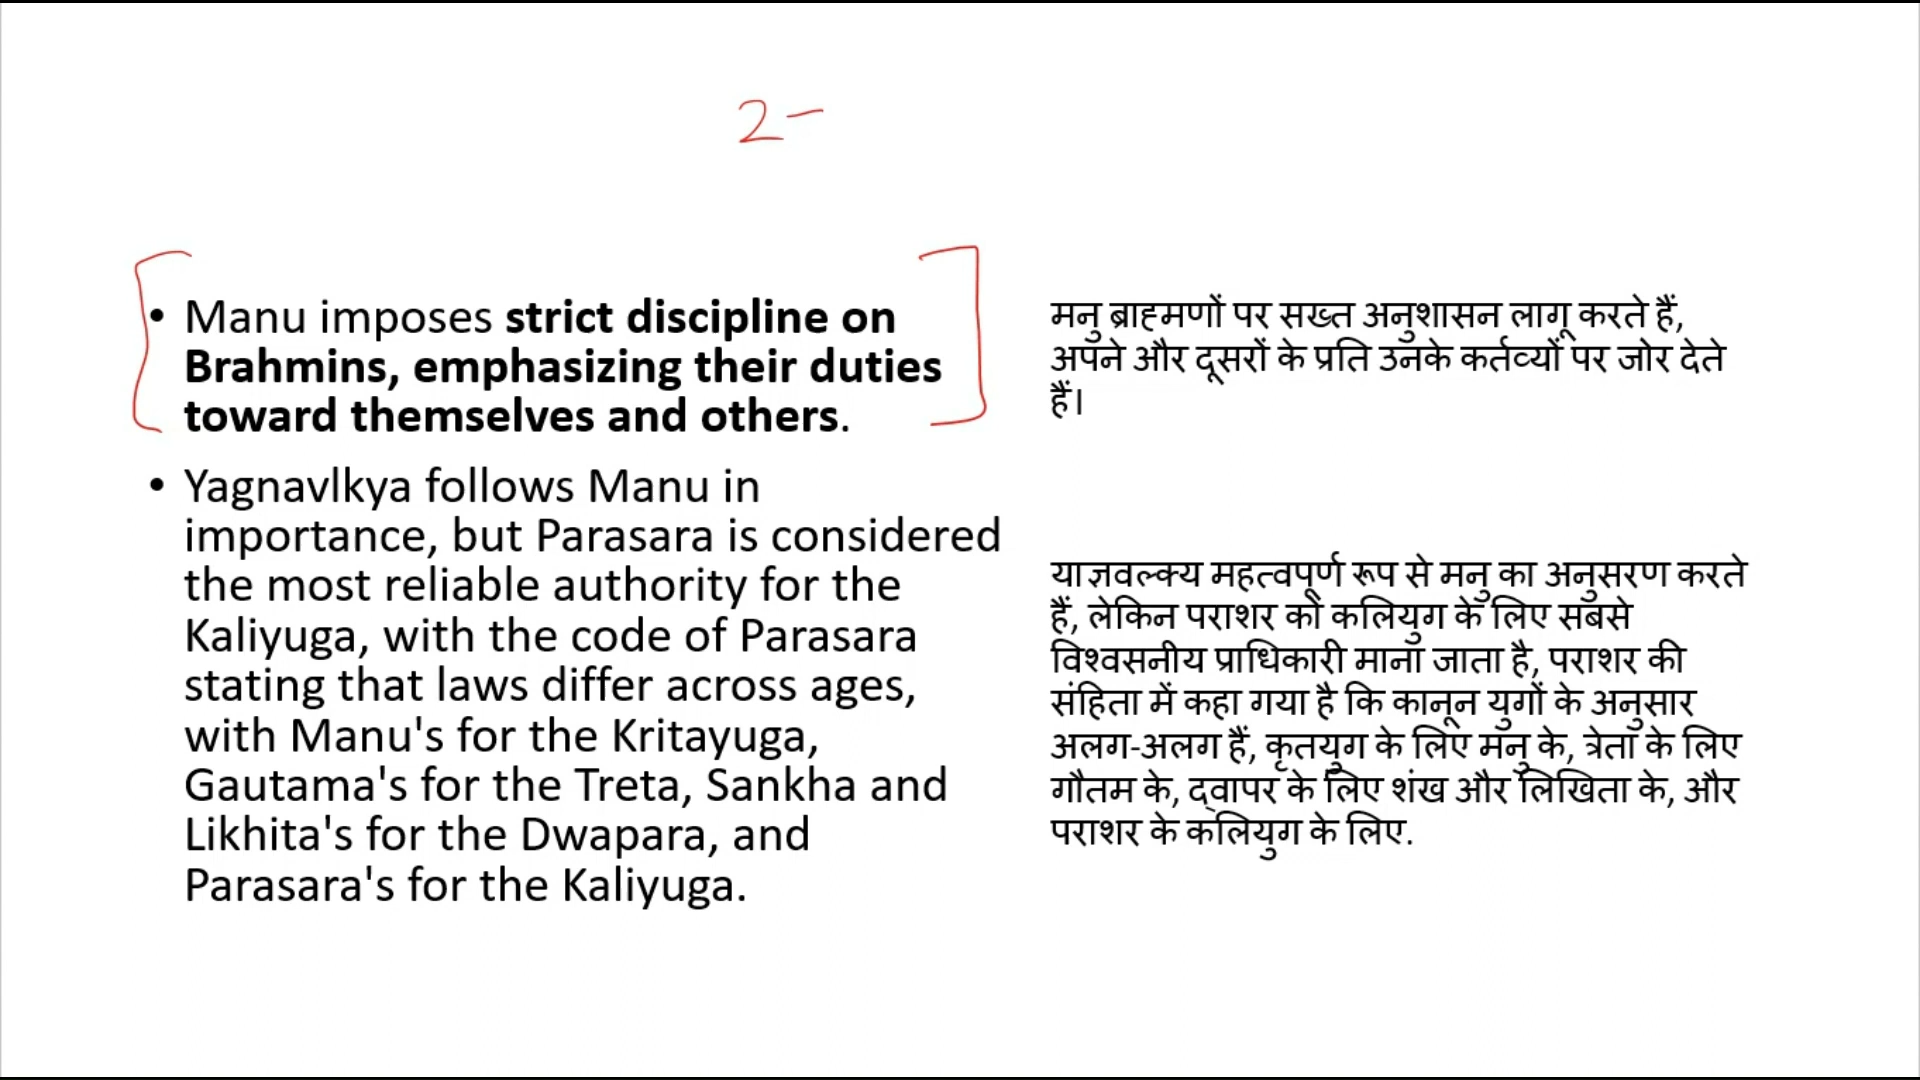 2-
• Manu imposes strict discipline on
Brahmins, emphasizing their duties
toward themselves and others.
• Yagnavlkya follows Manu in
importance, but Parasara is considered
the most reliable authority for the
Kaliyuga, with the code of Parasara
stating that laws differ across ages,
with Manu's for the Kritayuga,
Gautama's for the Treta, Sankha and
Likhita's for the Dwapara, and
Parasara's for the Kaliyuga.
मनु ब्राह्मणों पर सख्त अनुशासन लागू करते हैं,
अपने और दूसरों के प्रति उनके कर्तव्यों पर जोर देते
हैं।
याज्ञवल्क्य महत्वपूर्ण रूप से मनु का अनुसरण करते
हैं, लेकिन पराशर को कलियुग के लिए सबसे
विश्वसनीय प्राधिकारी माना जाता है, पराशर की
संहिता में कहा गया है कि कानून युगों के अनुसार
अलग-अलग हैं, कृतयुग के लिए मनु के, त्रेता के लिए
गौतम के, द्वापर के लिए शंख और लिखिता के, और
पराशर के कलियुग के लिए.